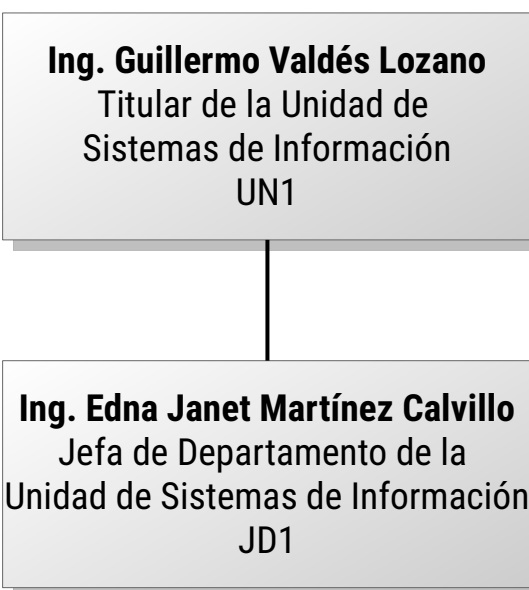 Ing. Guillermo Valdés Lozano
Titular de la Unidad de
Sistemas de Información
UN1
Ing. Edna Janet Martínez Calvillo
Jefa de Departamento de la
Unidad de Sistemas de Información
JD1